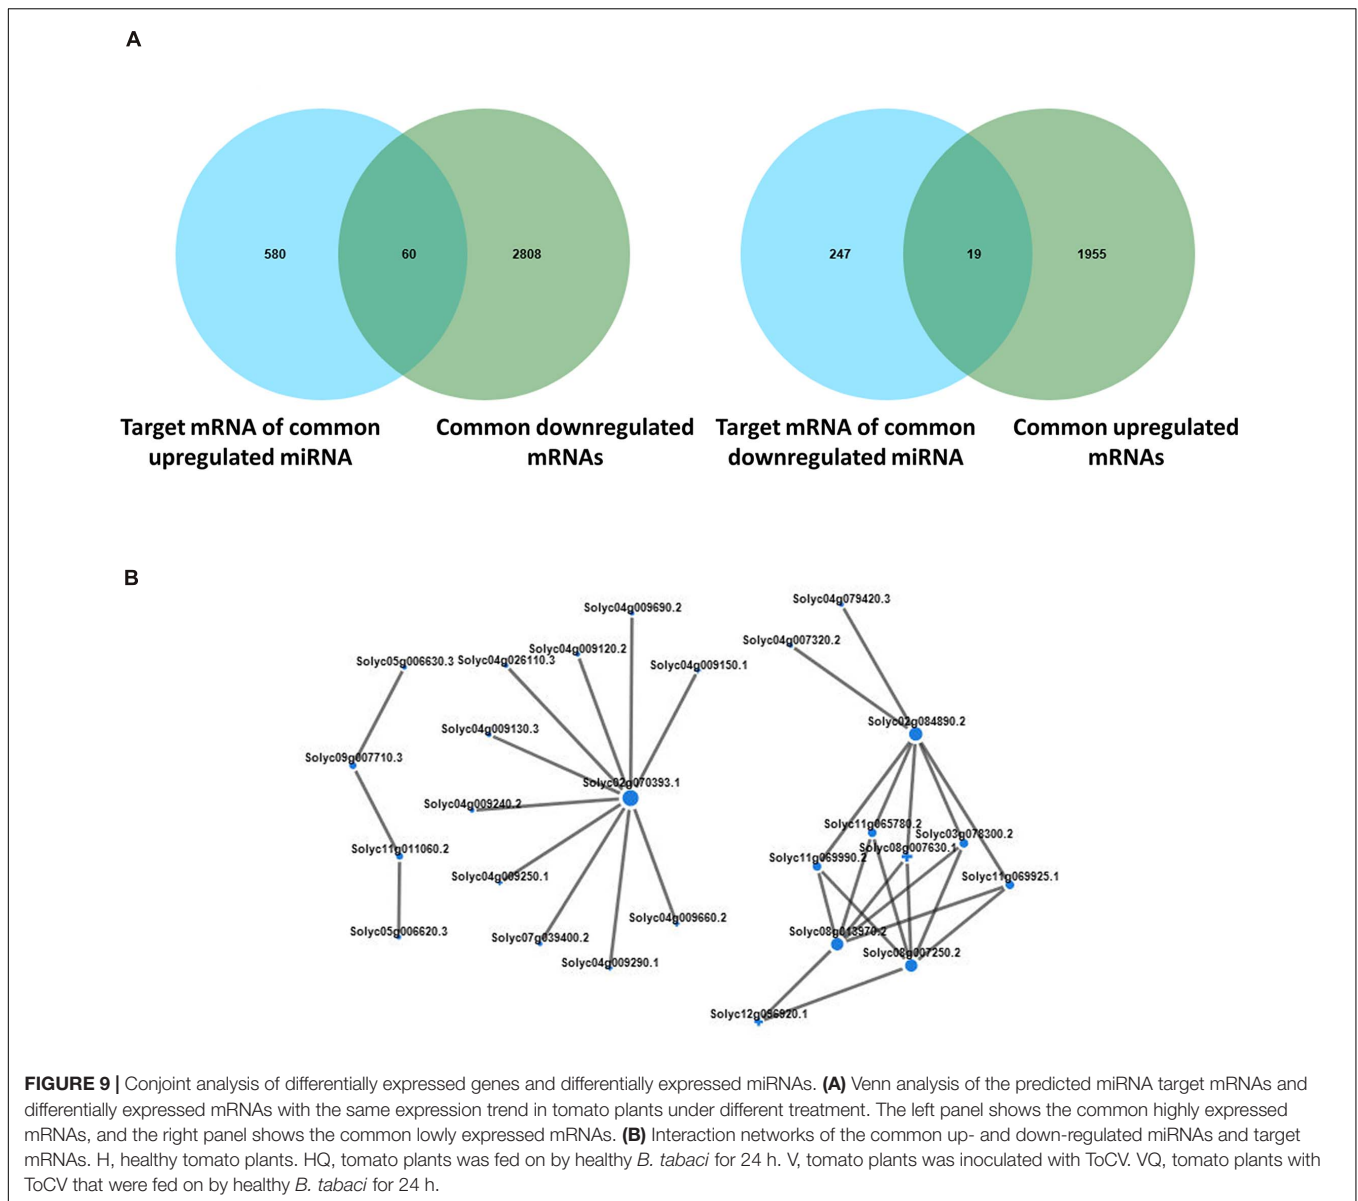 A
580
60
2808
247
19
1955
Target mRNA of common
upregulated miRNA
Common downregulated
mRNAs
Target mRNA of common
downregulated miRNA
Common upregulated
mRNAs
B
Solyc04g009690.2
Solyc04g079420.3
Solyc04g007320.2
Solyc05g006630.3
Solyc04g026110.3
Solyc04g009120.2
Solyc04g009150.1
Solyc02g084890.2
Solyc04g009130.3
Solyc09g007710.3
Solyc02g070393.1
Solyc04g009240.2
Solyc11g065780.2
Solyc03g078300.2
Solyc11g011060.2
Solyc08g007630.1
Solyc11g069990.2
Solyc04g009250.1
Solyc11g069925.1
Solyc04g009660.2
Solyc05g006620.3
Solyc07g039400.2
Solyc08g013970.2
Solyc04g009290.1
Solyc08g007250.2
Solyc12g096920.1
FIGURE 9 | Conjoint analysis of differentially expressed genes and differentially expressed miRNAs. (A) Venn analysis of the predicted miRNA target mRNAs and
differentially expressed mRNAs with the same expression trend in tomato plants under different treatment. The left panel shows the common highly expressed
mRNAs, and the right panel shows the common lowly expressed mRNAs. (B) Interaction networks of the common up- and down-regulated miRNAs and target
mRNAs. H, healthy tomato plants. HQ, tomato plants was fed on by healthy B. tabaci for 24 h. V, tomato plants was inoculated with ToCV. VQ, tomato plants with
ToCV that were fed on by healthy B. tabaci for 24 h.